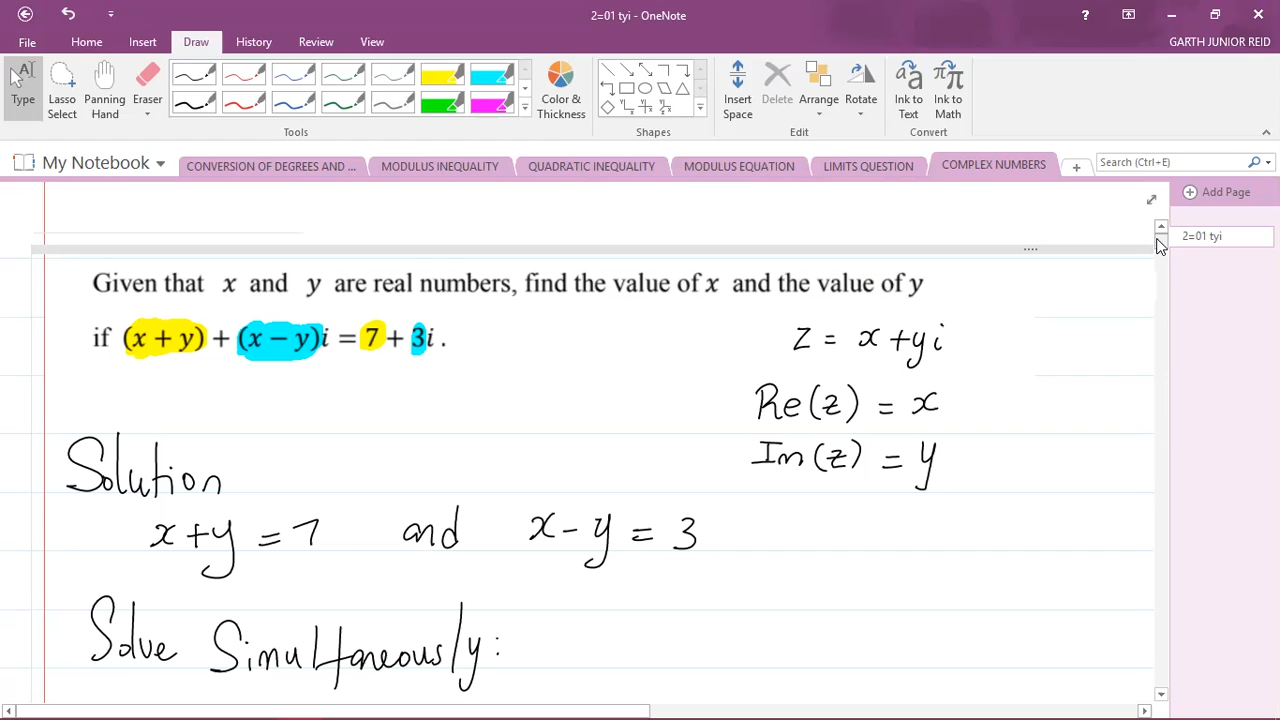 2=01 tyi - OneNote
?
GARTH JUNIOR REID
File Home Insert Draw History Review View
Type
Lasso Select
Panning Hand
Eraser
Color & Thickness
Insert Space
Delete
Arrange
Rotate
Ink to Text
Ink to Math
Tools
Shapes
Edit
Convert
My Notebook
CONVERSION OF DEGREES AND ...
MODULUS INEQUALITY
QUADRATIC INEQUALITY
MODULUS EQUATION
LIMITS QUESTION
COMPLEX NUMBERS
Search (Ctrl+E)
Add Page
2=01 tyi
Given that x and y are real numbers, find the value of x and the value of y
if (x + y) + (x − y)i = 7 + 3i .
z = x + yi
Re(z) = x
Im(z) = y
Solution
x + y = 7 and x - y = 3
Solve Simultaneously: